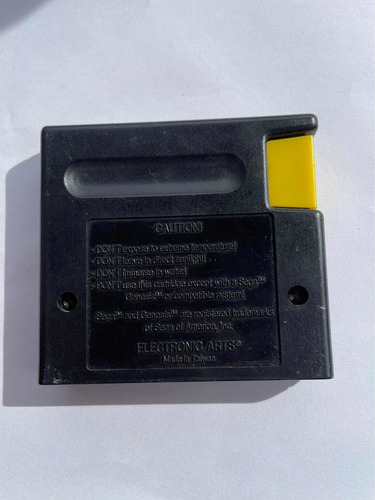 CAUTION!
• DON'T expose to extreme temperature!
• DON'T leave in direct sunlight!
• DON'T immerse in water!
• DON'T use this cartridge except with a Sega™
Genesis™ or compatible system!
Sega™ and Genesis™ are registered trademarks
of Sega of America, Inc.
ELECTRONIC ARTS®
Made in Taiwan